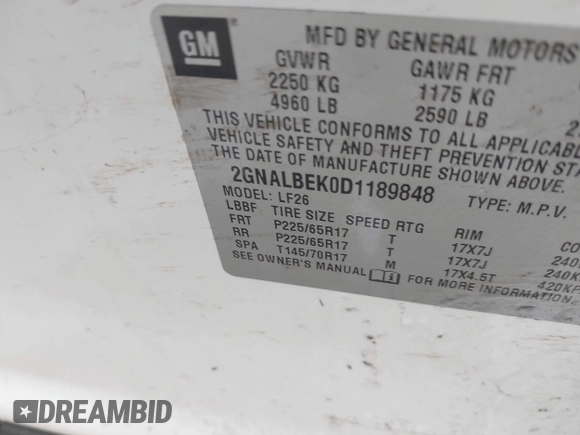 GM
MFD BY GENERAL MOTORS
GVWR GAWR FRT
2250 KG 1175 KG
4960 LB 2590 LB
THIS VEHICLE CONFORMS TO ALL APPLICABLE
VEHICLE SAFETY AND THEFT PREVENTION
THE DATE OF MANUFACTURE SHOWN ABOVE.
2GNALBEK0D1189848 TYPE: M.P.V.
MODEL: LF26
LBBF TIRE SIZE SPEED RTG RIM
FRT P225/65R17 T 17X7J
RR P225/65R17 T 17X7J
SPA T145/70R17 M 17X4.5T
SEE OWNER'S MANUAL FOR MORE INFORMATION.
DREAMBID